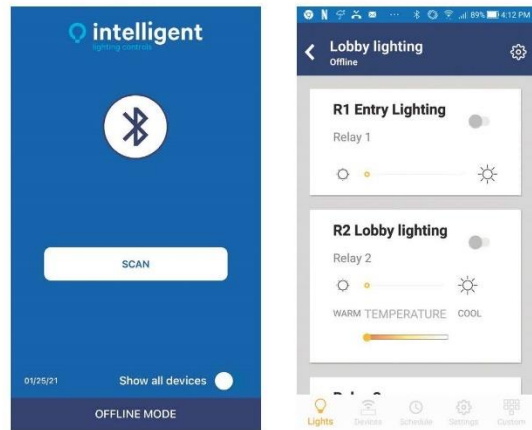 intelligent
lighting controls
SCAN
01/25/21
Show all devices
OFFLINE MODE
89% 4:12 PM
Lobby lighting
Offline
R1 Entry Lighting
Relay 1
R2 Lobby lighting
Relay 2
WARM TEMPERATURE COOL
Lights Devices Schedule Settings Custom